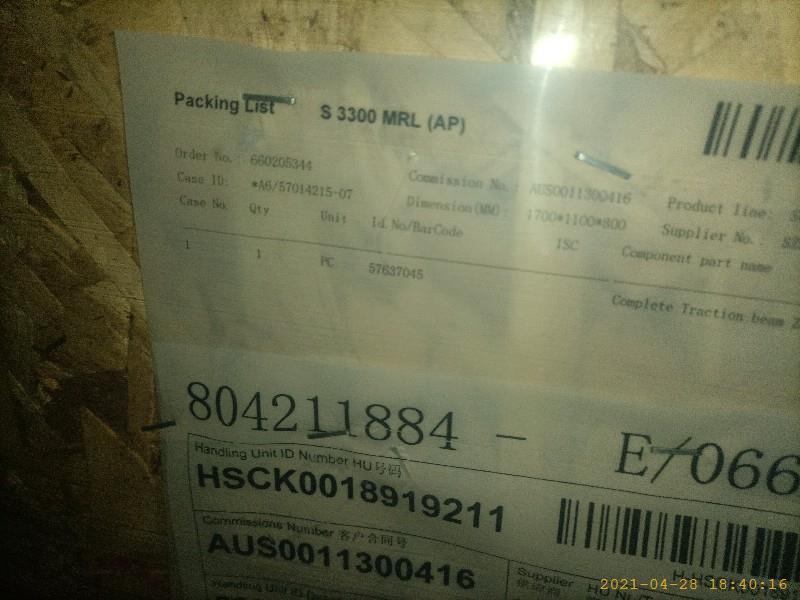 Packing List S 3300 MRL (AP)
Order No.: 660205344 Commission No.: AUS0011300416 Product line:
Case ID: *A6/57014215-07 Dimension(MM): 1700*1100*800 Supplier No.:
Case No. Qty Unit Id.No/BarCode ISC Component part name
1 1 PC 57637045 Complete Traction beam
804211884 - E/066
Handling Unit ID Number HU号码
HSCK0018919211
Commissions Number 客户合同号
AUS0011300416
Supplier
2021-04-28 18:40:16